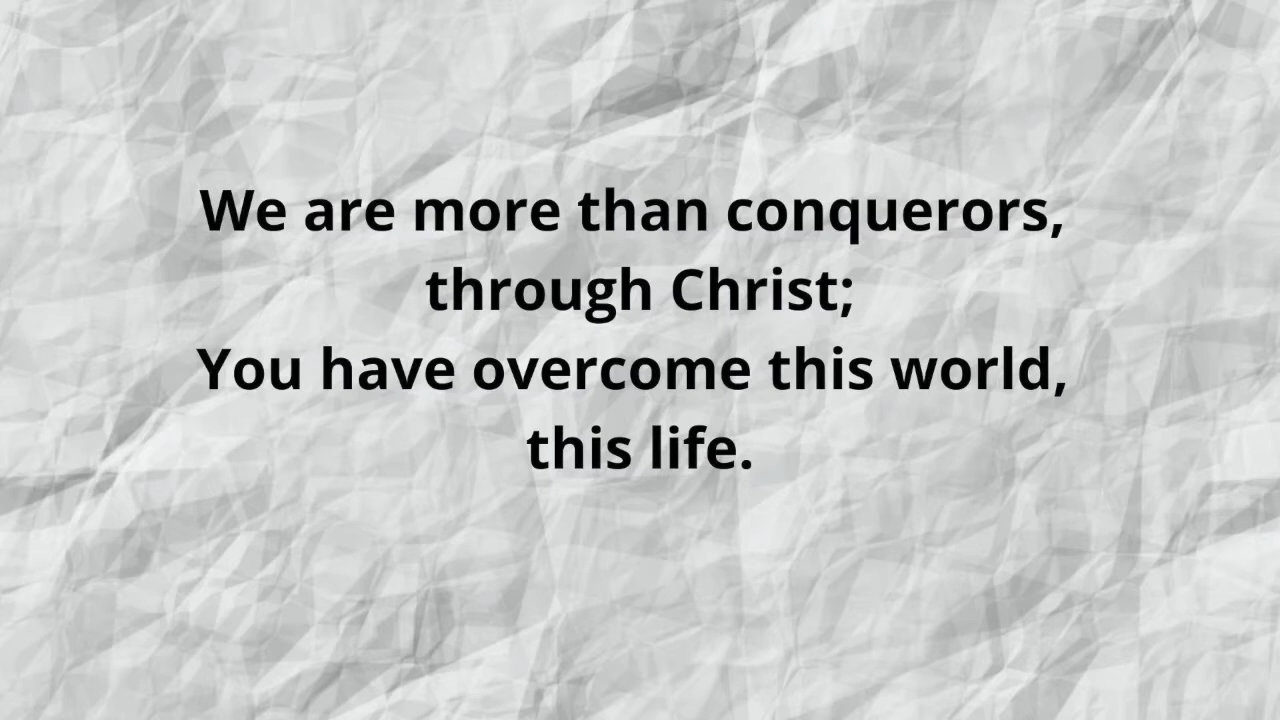 We are more than conquerors,
through Christ;
You have overcome this world,
this life.